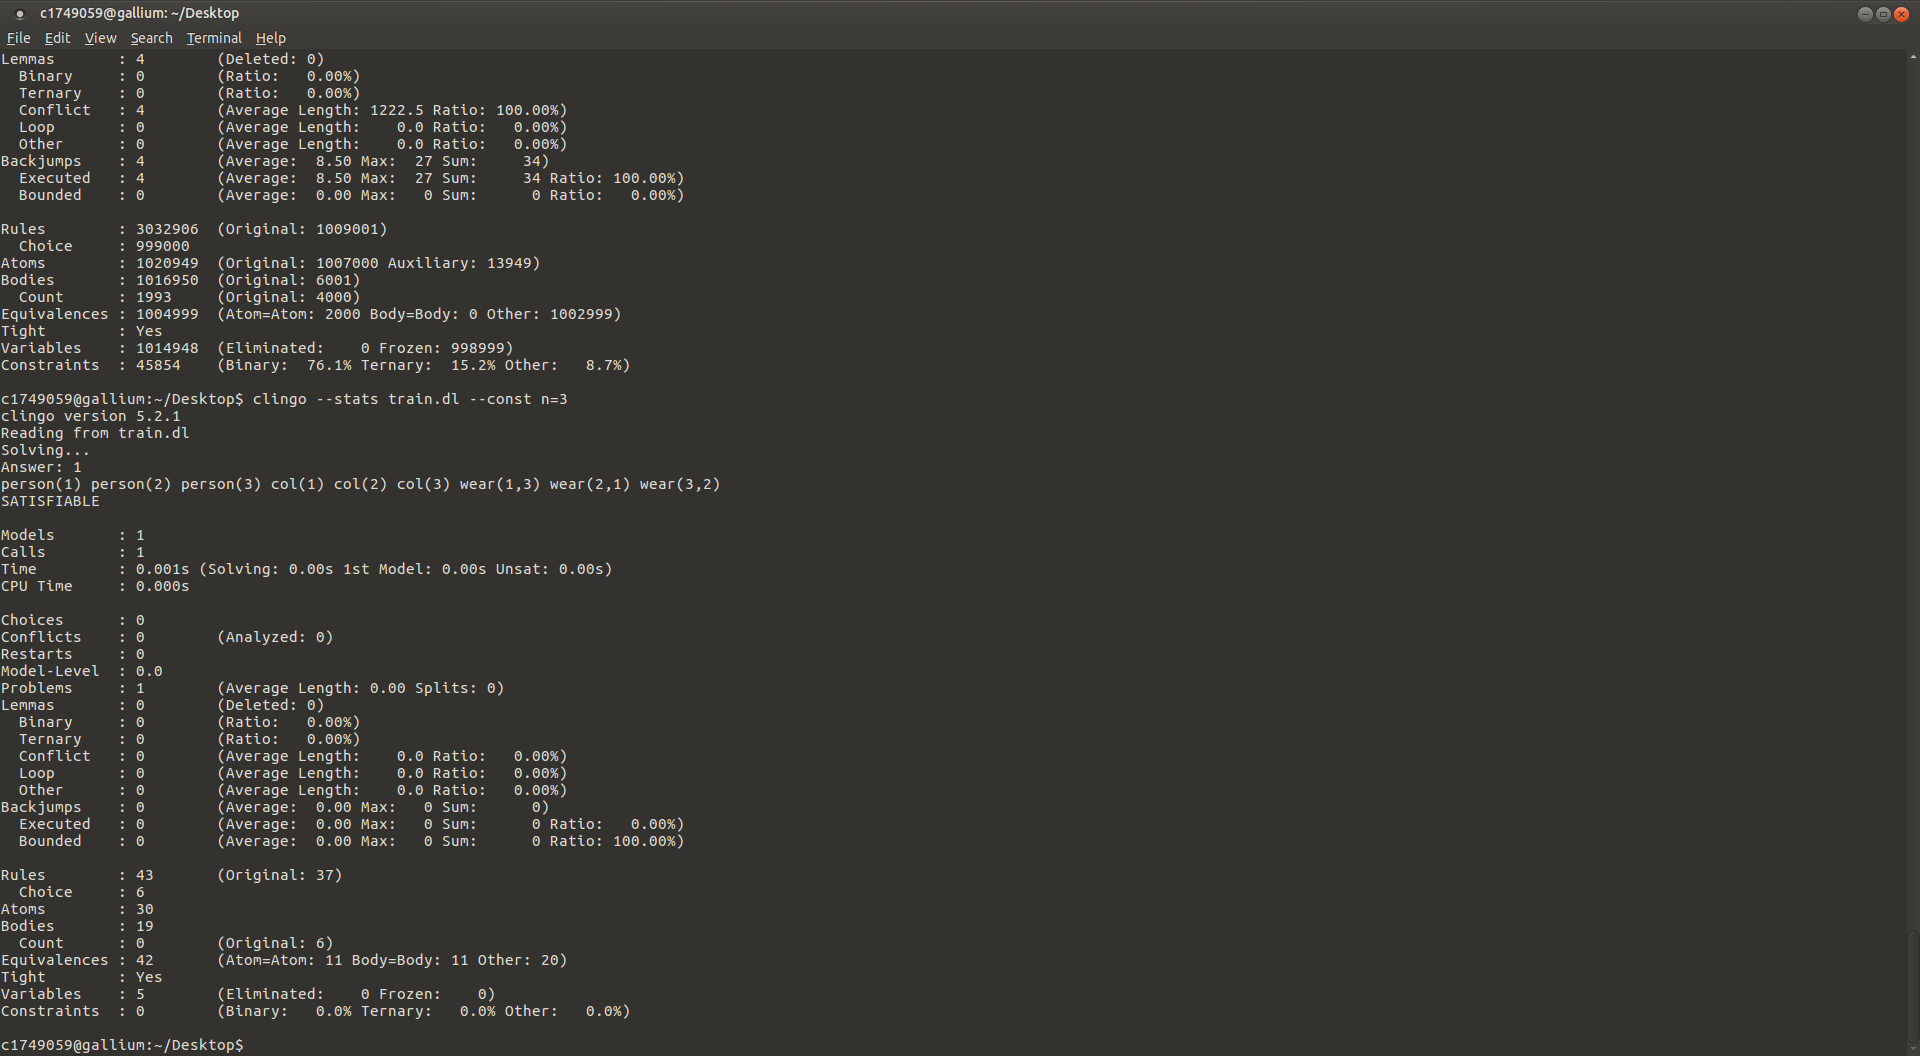 c1749059@gallium: ~/Desktop
File Edit View Search Terminal Help
Lemmas       : 4        (Deleted: 0)
  Binary     : 0        (Ratio:   0.00%)
  Ternary    : 0        (Ratio:   0.00%)
  Conflict   : 4        (Average Length: 1222.5 Ratio: 100.00%)
  Loop       : 0        (Average Length:    0.0 Ratio:   0.00%)
  Other      : 0        (Average Length:    0.0 Ratio:   0.00%)
Backjumps    : 4        (Average:  8.50 Max:  27 Sum:     34)
  Executed   : 4        (Average:  8.50 Max:  27 Sum:     34 Ratio: 100.00%)
  Bounded    : 0        (Average:  0.00 Max:   0 Sum:      0 Ratio:   0.00%)

Rules        : 3032906  (Original: 1009001)
  Choice     : 999000
Atoms        : 1020949  (Original: 1007000 Auxiliary: 13949)
Bodies       : 1016950  (Original: 6001)
  Count      : 1993     (Original: 4000)
Equivalences : 1004999  (Atom=Atom: 2000 Body=Body: 0 Other: 1002999)
Tight        : Yes
Variables    : 1014948  (Eliminated:    0 Frozen: 998999)
Constraints  : 45854    (Binary:  76.1% Ternary:  15.2% Other:   8.7%)

c1749059@gallium:~/Desktop$ clingo --stats train.dl --const n=3
clingo version 5.2.1
Reading from train.dl
Solving...
Answer: 1
person(1) person(2) person(3) col(1) col(2) col(3) wear(1,3) wear(2,1) wear(3,2)
SATISFIABLE

Models       : 1
Calls        : 1
Time         : 0.001s (Solving: 0.00s 1st Model: 0.00s Unsat: 0.00s)
CPU Time     : 0.000s

Choices      : 0
Conflicts    : 0        (Analyzed: 0)
Restarts     : 0
Model-Level  : 0.0
Problems     : 1        (Average Length: 0.00 Splits: 0)
Lemmas       : 0        (Deleted: 0)
  Binary     : 0        (Ratio:   0.00%)
  Ternary    : 0        (Ratio:   0.00%)
  Conflict   : 0        (Average Length:    0.0 Ratio:   0.00%)
  Loop       : 0        (Average Length:    0.0 Ratio:   0.00%)
  Other      : 0        (Average Length:    0.0 Ratio:   0.00%)
Backjumps    : 0        (Average:  0.00 Max:   0 Sum:      0)
  Executed   : 0        (Average:  0.00 Max:   0 Sum:      0 Ratio:   0.00%)
  Bounded    : 0        (Average:  0.00 Max:   0 Sum:      0 Ratio: 100.00%)

Rules        : 43       (Original: 37)
  Choice     : 6
Atoms        : 30
Bodies       : 19
  Count      : 0        (Original: 6)
Equivalences : 42       (Atom=Atom: 11 Body=Body: 11 Other: 20)
Tight        : Yes
Variables    : 5        (Eliminated:    0 Frozen:    0)
Constraints  : 0        (Binary:   0.0% Ternary:   0.0% Other:   0.0%)

c1749059@gallium:~/Desktop$